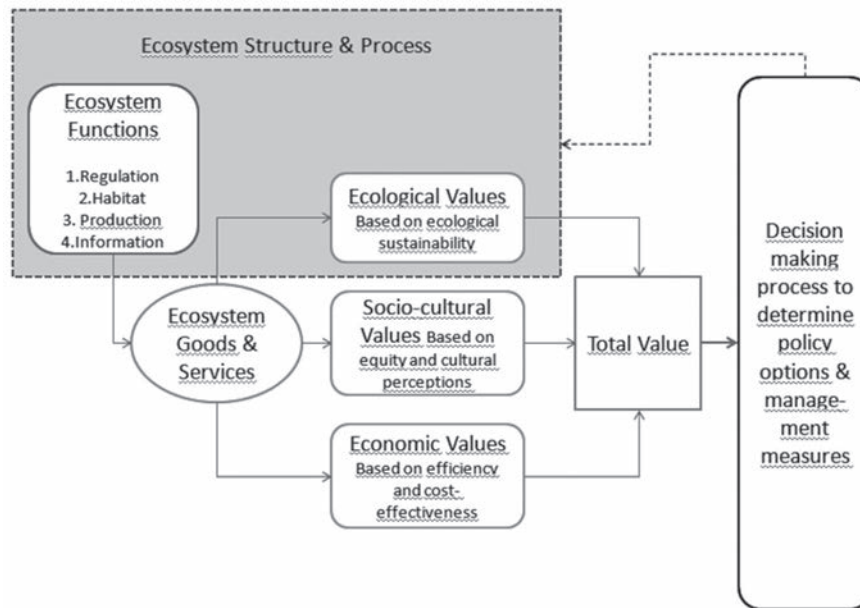 Ecosystem Structure & Process
Ecosystem
Functions
1.Regulation
2.Habitat
3. Production
4.Information
Ecological Values
Based on ecological
sustainability
Ecosystem
Goods &
Services
Socio-cultural
Values Based on
equity and cultural
perceptions
Economic Values
Based on efficiency
and cost-
effectiveness
Total Value
Decision
making
process to
determine
policy
options &
manage-
ment
measures